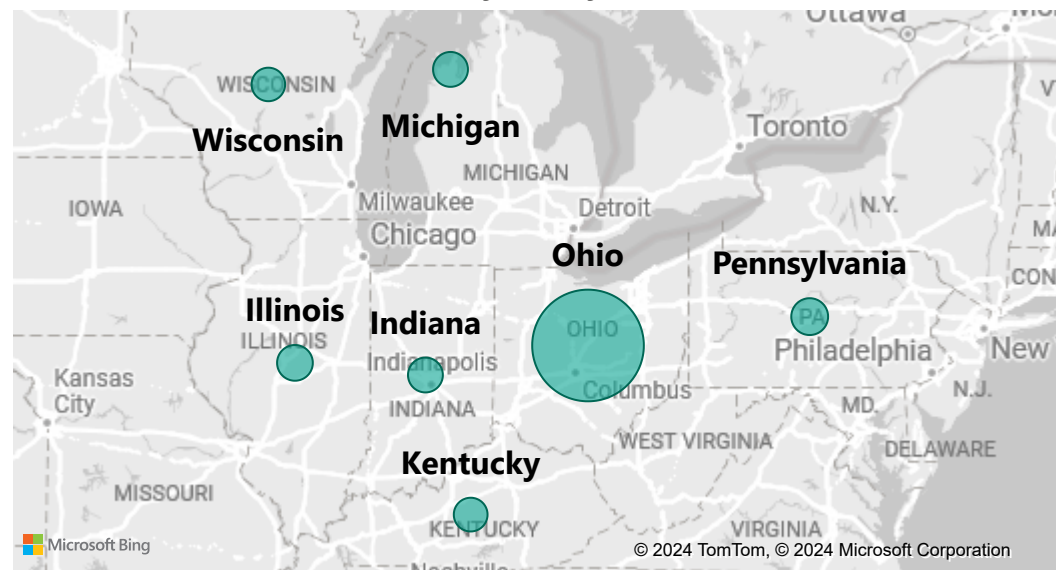 Ottawa
WISCONSIN
Wisconsin
Michigan
Toronto
MICHIGAN
Milwaukee
IOWA
Detroit
N.Y.
Chicago
Ohio
Pennsylvania
CON
Illinois
Indiana
OHIO
PA
ILLINOIS
Indianapolis
Philadelphia
New
Kansas
City
Columbus
N.J.
INDIANA
MD.
WEST VIRGINIA
DELAWARE
Kentucky
MISSOURI
KENTUCKY
VIRGINIA
Microsoft Bing
© 2024 TomTom, © 2024 Microsoft Corporation
Nashville